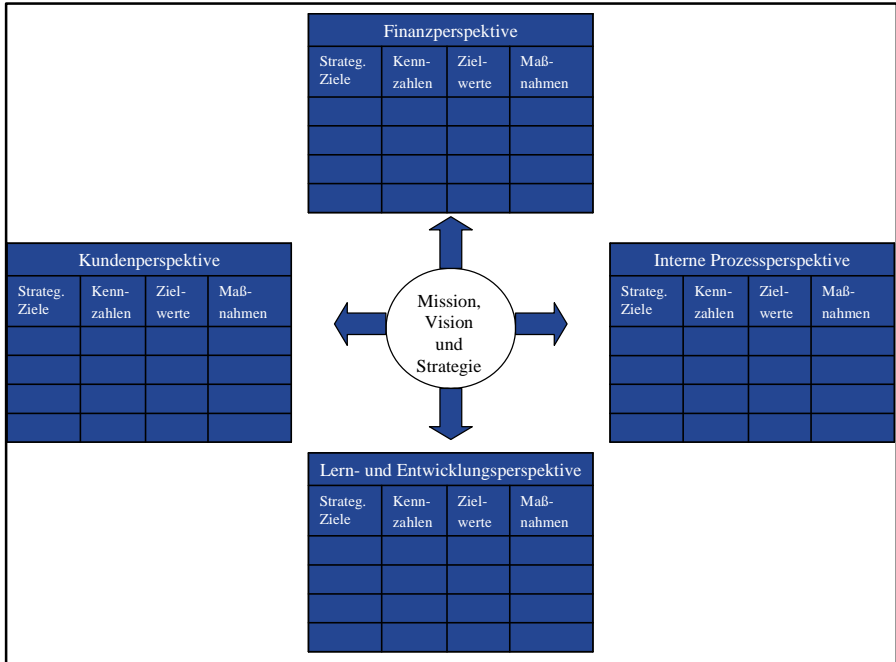 Finanzperspektive
Strateg. Kenn- Ziel- Maß-
Ziele zahlen werte nahmen
Kundenperspektive
Strateg. Kenn- Ziel- Maß-
Ziele zahlen werte nahmen
Mission,
Vision
und
Strategie
Interne Prozessperspektive
Strateg. Kenn- Ziel- Maß-
Ziele zahlen werte nahmen
Lern- und Entwicklungsperspektive
Strateg. Kenn- Ziel- Maß-
Ziele zahlen werte nahmen